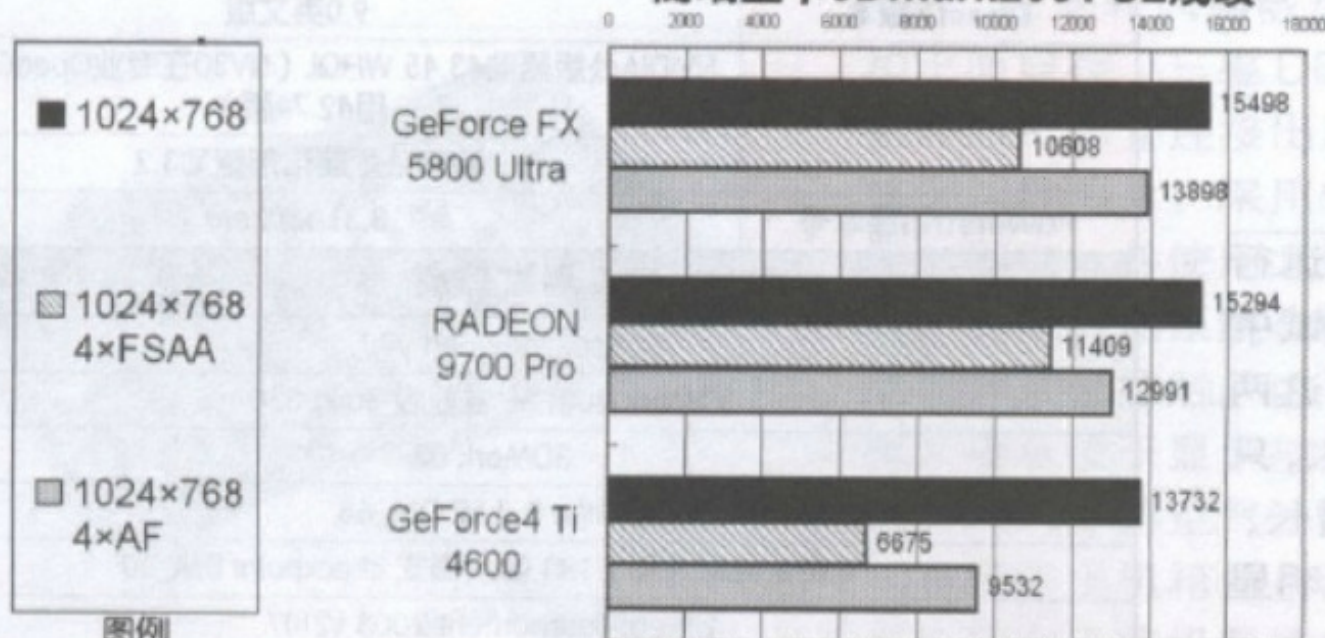 0 2000 4000 6000 8000 10000 12000 14000 16000 18000
1024×768
1024×768
4×FSAA
1024×768
4×AF
图例
GeForce FX
5800 Ultra
15498
10608
13898
RADEON
9700 Pro
15294
11409
12991
GeForce4 Ti
4600
13732
6675
9532